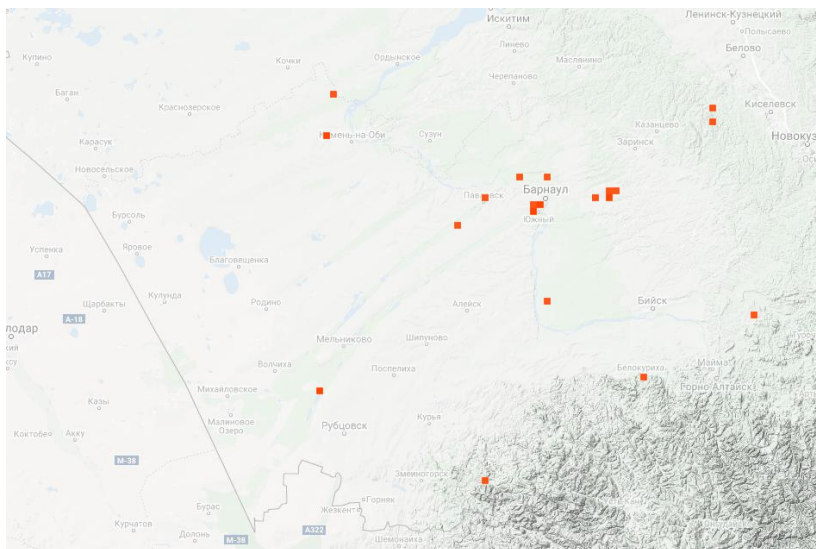 Искитим
Ленинск-Кузнецкий
Полысаево
Линево
Белово
Кулино
Ордынское
Кочки
Маслянино
Черепаново
Баган
Краснозерское
Киселевск
Казанцево
Камень-на-Оби
Сузун
Карасук
Заринск
Новокуз
Новосельское
Павловск
Барнаул
Бурсоль
Южный
Успенка
Яровое
Благовещенка
A17
Кулунда
Щарбакты
Родино
Алейск
Бийск
A-18
лодар
Мельниково
Шипуново
Волчиха
Поспелиха
Белокуриха
Майма
Горно-Алтайск
Михайловское
Казы
Малиновое
Озеро
Рубцовск
Курья
Коктобе
Акку
M-38
Змеиногорск
Горняк
Бурас
Жезкент
Курчатов
A322
Долонь
M-38
Шемонаиха